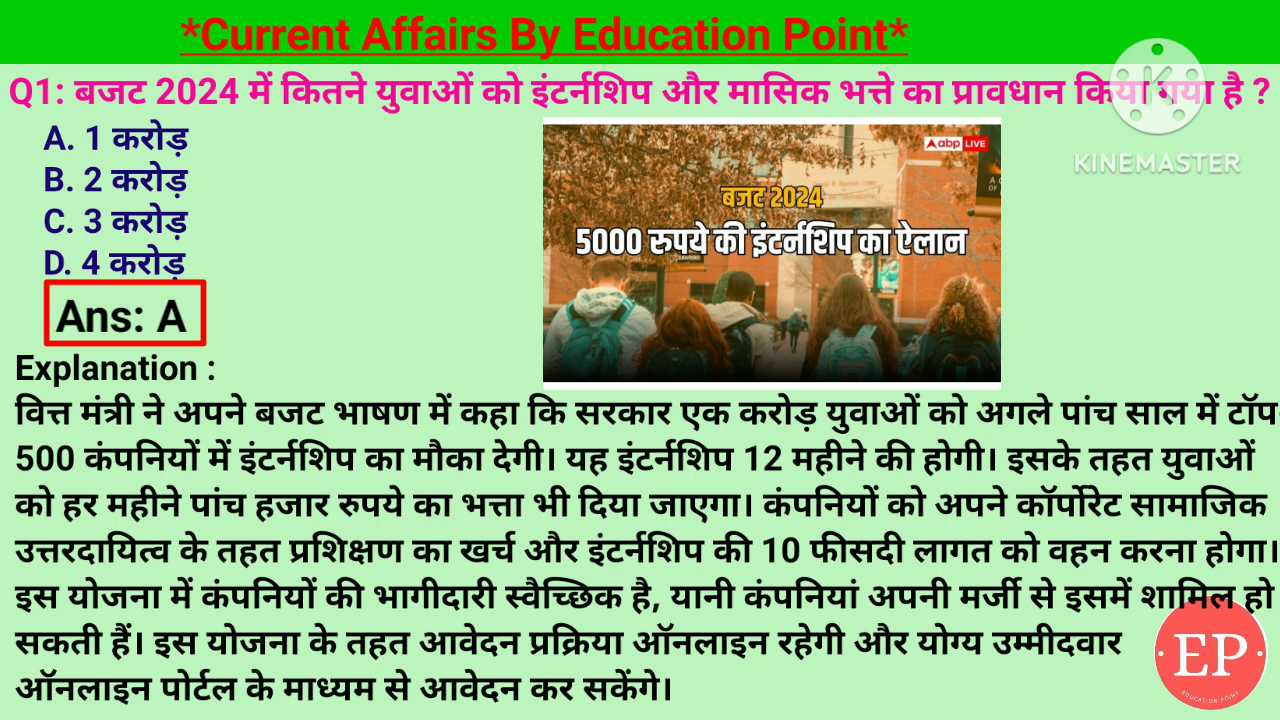 *Current Affairs By Education Point*
Q1: बजट 2024 में कितने युवाओं को इंटर्नशिप और मासिक भत्ते का प्रावधान किया गया है ?
A. 1 करोड़
B. 2 करोड़
C. 3 करोड़
D. 4 करोड़
Ans: A
K
KINEMASTER
abp LIVE
बजट 2024
5000 रुपये की इंटर्नशिप का ऐलान
Explanation :
वित्त मंत्री ने अपने बजट भाषण में कहा कि सरकार एक करोड़ युवाओं को अगले पांच साल में टॉप
500 कंपनियों में इंटर्नशिप का मौका देगी। यह इंटर्नशिप 12 महीने की होगी। इसके तहत युवाओं
को हर महीने पांच हजार रुपये का भत्ता भी दिया जाएगा। कंपनियों को अपने कॉर्पोरेट सामाजिक
उत्तरदायित्व के तहत प्रशिक्षण का खर्च और इंटर्नशिप की 10 फीसदी लागत को वहन करना होगा।
इस योजना में कंपनियों की भागीदारी स्वैच्छिक है, यानी कंपनियां अपनी मर्जी से इसमें शामिल हो
सकती हैं। इस योजना के तहत आवेदन प्रक्रिया ऑनलाइन रहेगी और योग्य उम्मीदवार
ऑनलाइन पोर्टल के माध्यम से आवेदन कर सकेंगे।
EP
EDUCATION POINT